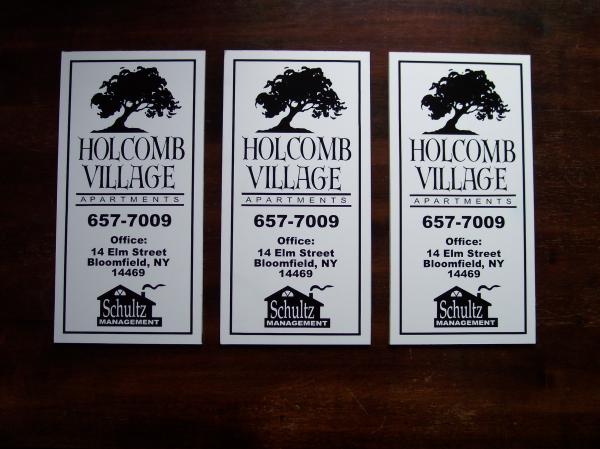 HOLCOMB
VILLAGE
APARTMENTS
657-7009
Office:
14 Elm Street
Bloomfield, NY
14469
Schultz
MANAGEMENT
HOLCOMB
VILLAGE
APARTMENTS
657-7009
Office:
14 Elm Street
Bloomfield, NY
14469
Schultz
MANAGEMENT
HOLCOMB
VILLAGE
APARTMENTS
657-7009
Office:
14 Elm Street
Bloomfield, NY
14469
Schultz
MANAGEMENT